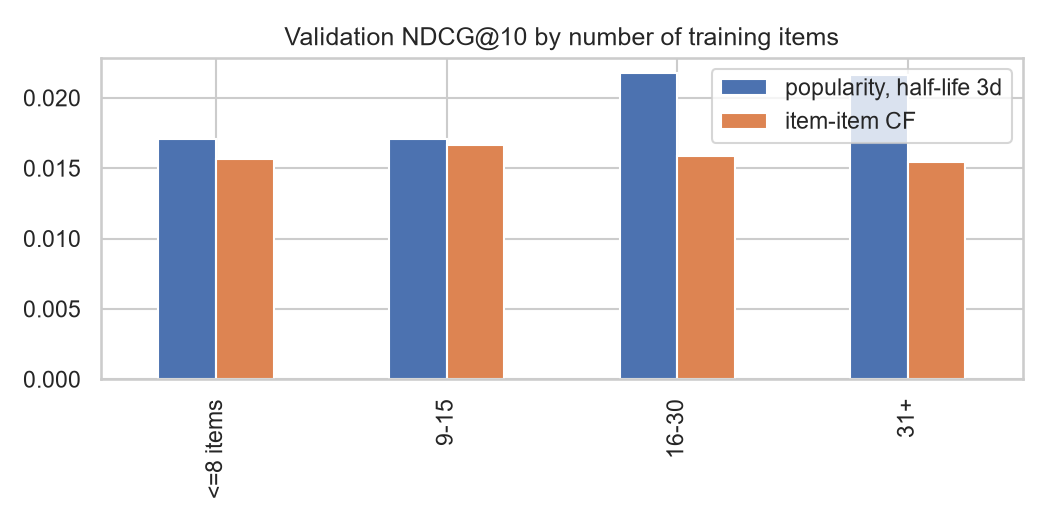 Validation NDCG@10 by number of training items
popularity, half-life 3d
item-item CF
0.020
0.015
0.010
0.005
0.000
<=8 items
9-15
16-30
31+